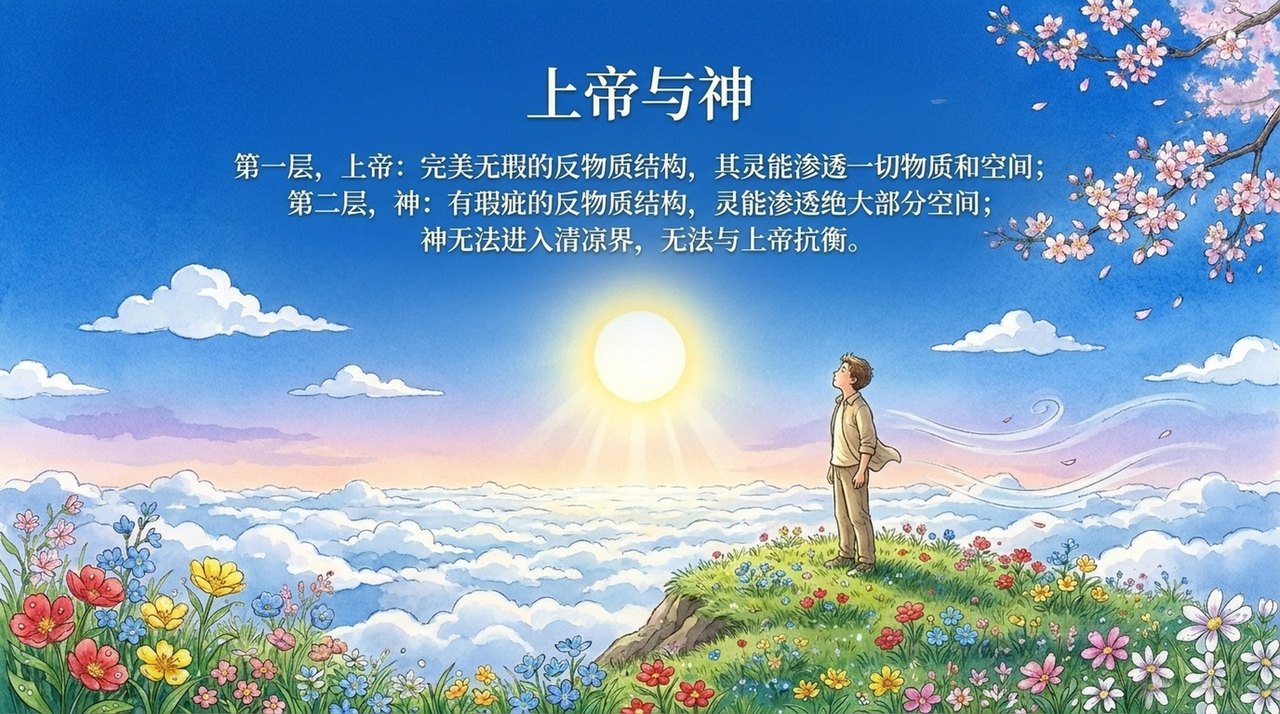 上帝与神
第一层，上帝：完美无瑕的反物质结构，其灵能渗透一切物质和空间；
第二层，神：有瑕疵的反物质结构，灵能渗透绝大部分空间；
神无法进入清凉界，无法与上帝抗衡。